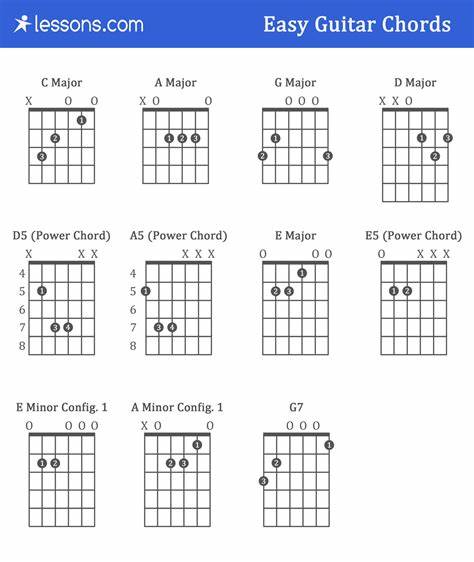 lessons.com
Easy Guitar Chords
C Major A Major G Major D Major
X O O X O O O O O X X O
1
2 1 2 3 1 1 3
3 2 3 2
D5 (Power Chord) A5 (Power Chord) E Major E5 (Power Chord)
X X X X X X O O O O X X X
4 4 1
5 1 5 1 2 3 1 2
6 6
7 3 4 7 3 4
8 8
E Minor Config. 1 A Minor Config. 1 G7
O O O O X O O O O O
1 1
1 2 2 3 2
3